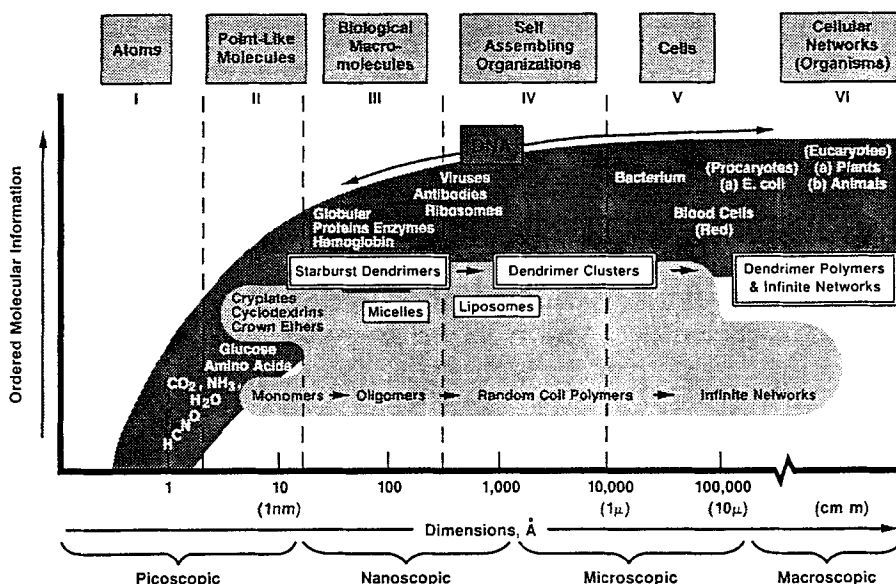 Atoms
Point-Like
Molecules
Biological
Macro-
molecules
Self
Assembling
Organizations
Cells
Cellular
Networks
(Organisms)
I
II
III
IV
V
VI
Ordered Molecular Information
DNA
Viruses
Antibodies
Ribosomes
Globular
Proteins Enzymes
Hemoglobin
Bacterium
(Procaryotes)
(a) E. coli
Blood Cells
(Red)
(Eucaryotes)
(a) Plants
(b) Animals
Starburst Dendrimers
Dendrimer Clusters
Dendrimer Polymers
& Infinite Networks
Cryplates
Cyclodextrins
Crown Ethers
Micelles
Liposomes
Glucose
Amino Acids
CO2, NH3,
H2O
H C N O
Monomers
Oligomers
Random Coil Polymers
Infinite Networks
1
10
100
1,000
10,000
100,000
(1nm)
(1μ)
(10μ)
(cm m)
Dimensions, Å
Picoscopic
Nanoscopic
Microscopic
Macroscopic